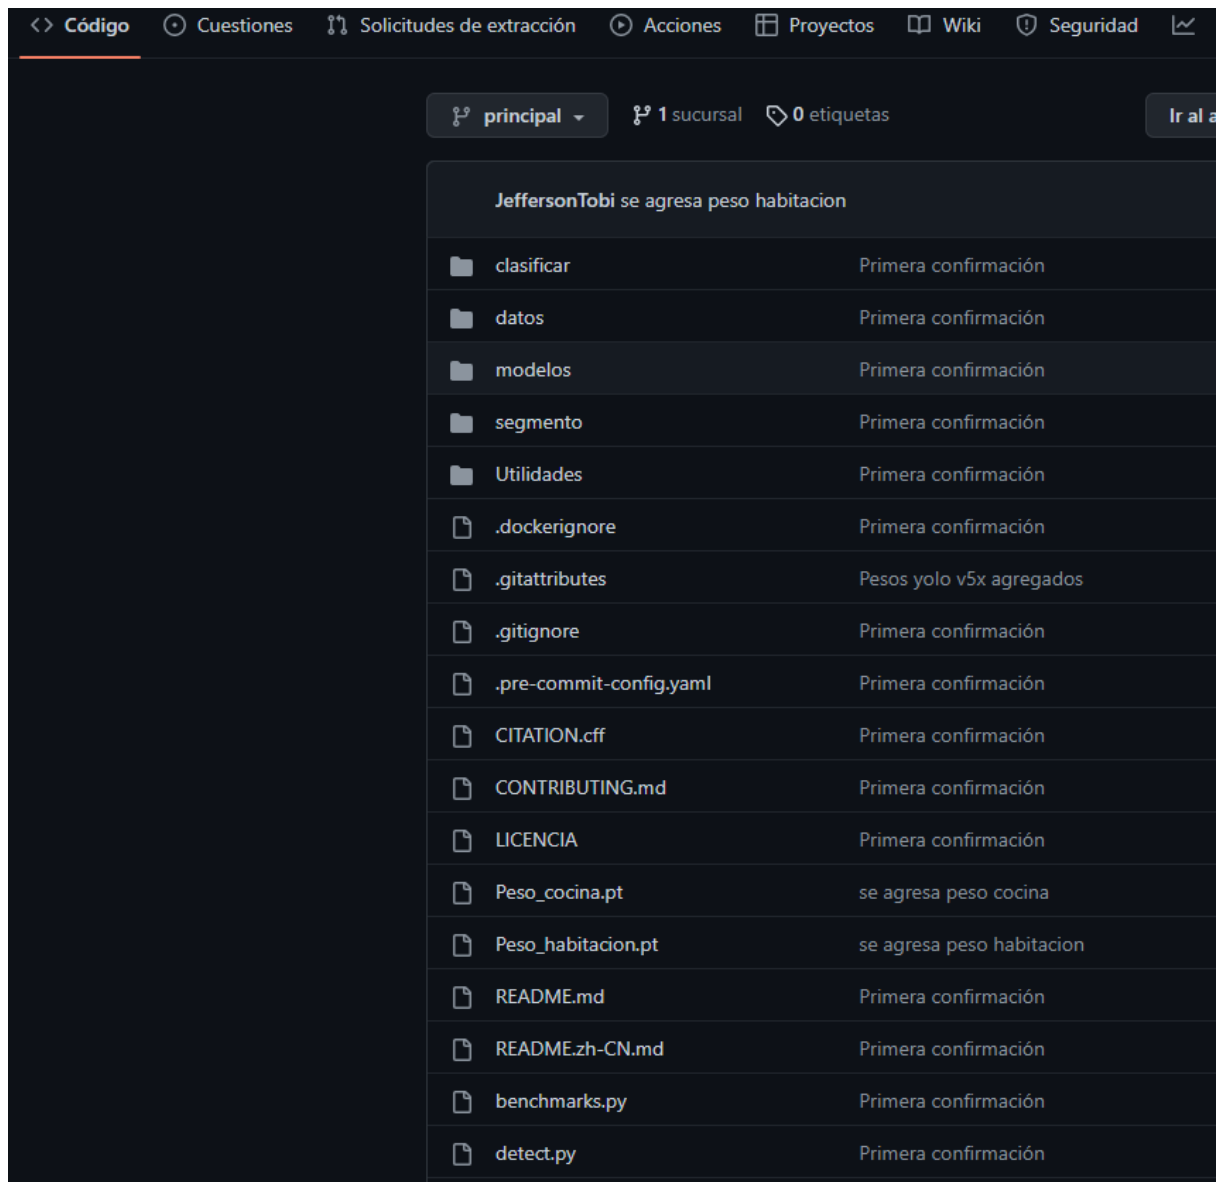 Código Cuestiones Solicitudes de extracción Acciones Proyectos Wiki Seguridad
principal 1 sucursal 0 etiquetas Ir al
JeffersonTobi se agresa peso habitacion
clasificar Primera confirmación
datos Primera confirmación
modelos Primera confirmación
segmento Primera confirmación
Utilidades Primera confirmación
.dockerignore Primera confirmación
.gitattributes Pesos yolo v5x agregados
.gitignore Primera confirmación
.pre-commit-config.yaml Primera confirmación
CITATION.cff Primera confirmación
CONTRIBUTING.md Primera confirmación
LICENCIA Primera confirmación
Peso_cocina.pt se agresa peso cocina
Peso_habitacion.pt se agresa peso habitacion
README.md Primera confirmación
README.zh-CN.md Primera confirmación
benchmarks.py Primera confirmación
detect.py Primera confirmación